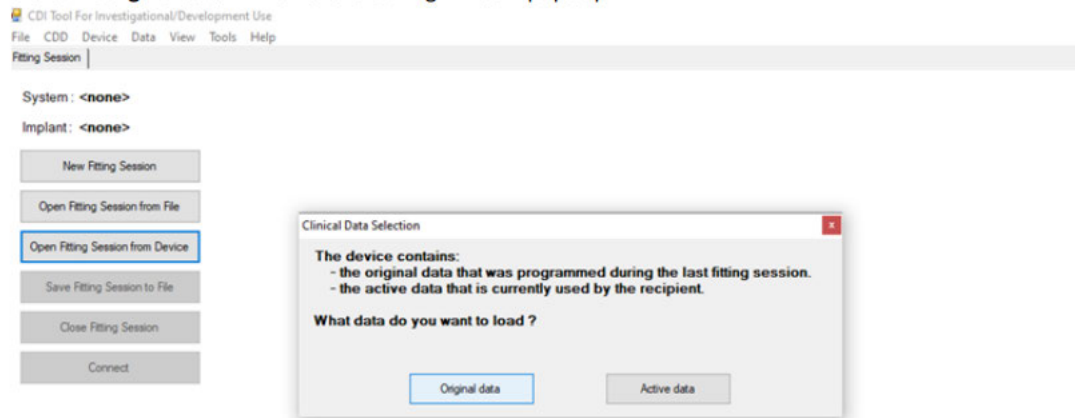 CDI Tool For Investigational/Development Use
File CDD Device Data View Tools Help
Fitting Session
System : <none>
Implant : <none>
New Fitting Session
Open Fitting Session from File
Open Fitting Session from Device
Save Fitting Session to File
Close Fitting Session
Connect
Clinical Data Selection
x
The device contains:
- the original data that was programmed during the last fitting session.
- the active data that is currently used by the recipient.
What data do you want to load ?
Original data Active data